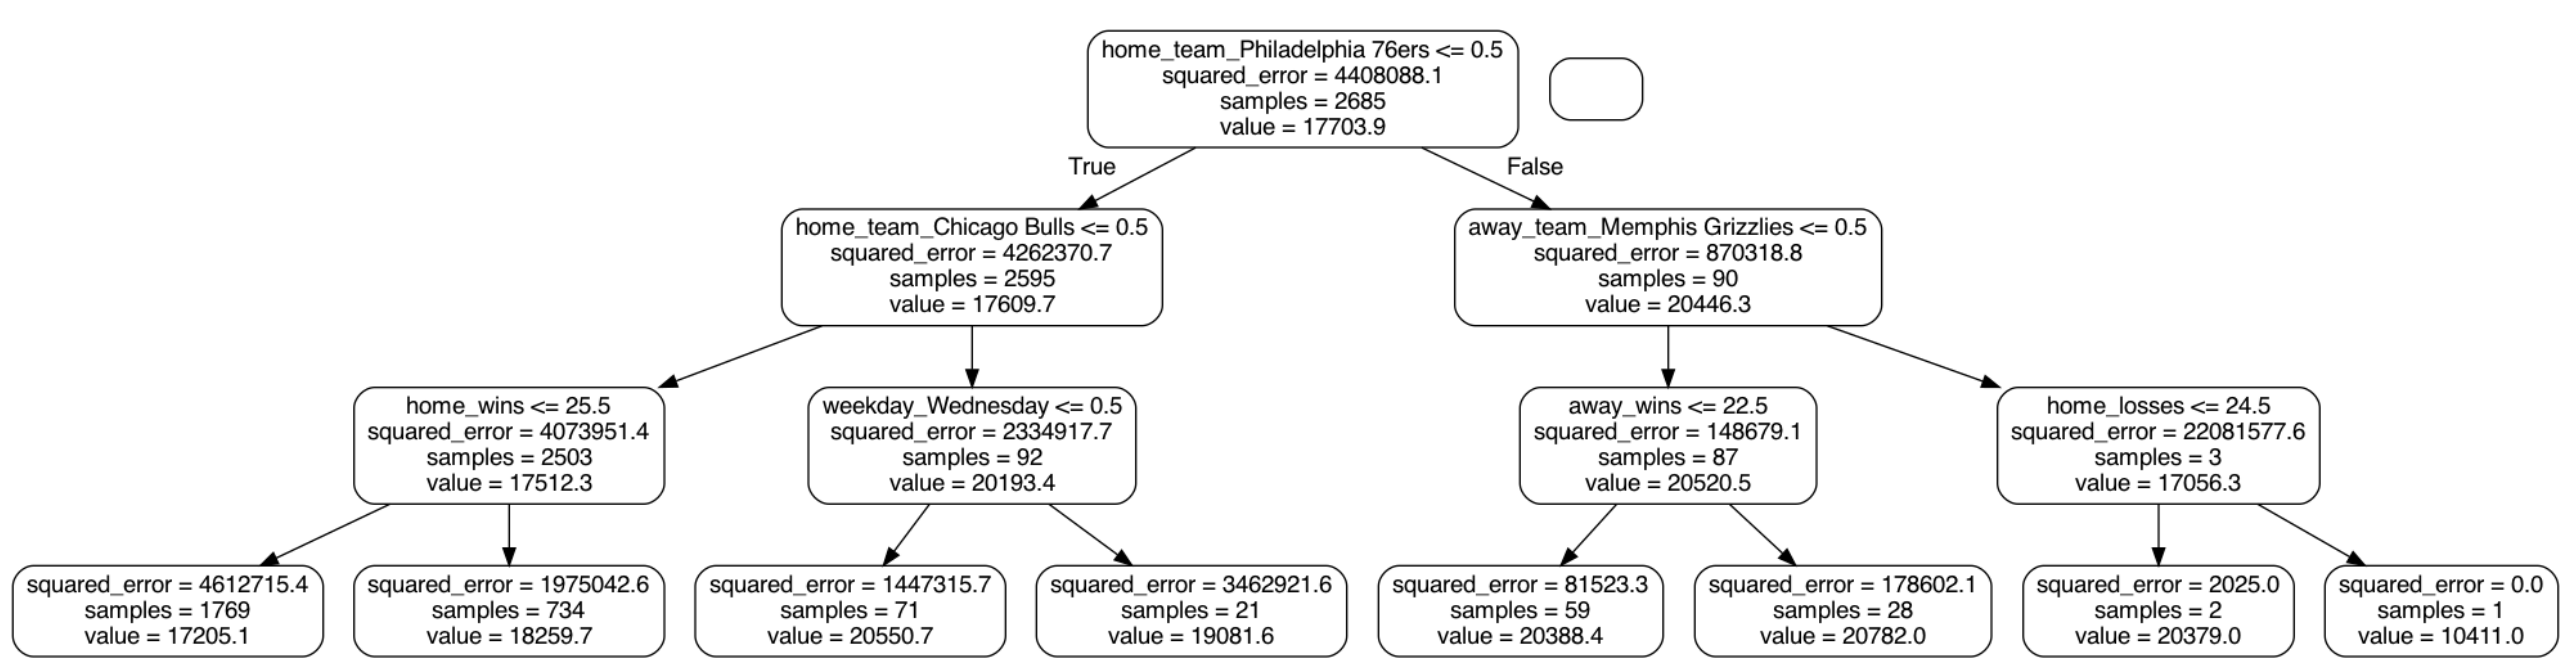 home_team_Philadelphia 76ers <= 0.5
squared_error = 4408088.1
samples = 2685
value = 17703.9
True
False
home_team_Chicago Bulls <= 0.5
squared_error = 4262370.7
samples = 2595
value = 17609.7
away_team_Memphis Grizzlies <= 0.5
squared_error = 870318.8
samples = 90
value = 20446.3
home_wins <= 25.5
squared_error = 4073951.4
samples = 2503
value = 17512.3
weekday_Wednesday <= 0.5
squared_error = 2334917.7
samples = 92
value = 20193.4
away_wins <= 22.5
squared_error = 148679.1
samples = 87
value = 20520.5
home_losses <= 24.5
squared_error = 22081577.6
samples = 3
value = 17056.3
squared_error = 4612715.4
samples = 1769
value = 17205.1
squared_error = 1975042.6
samples = 734
value = 18259.7
squared_error = 1447315.7
samples = 71
value = 20550.7
squared_error = 3462921.6
samples = 21
value = 19081.6
squared_error = 81523.3
samples = 59
value = 20388.4
squared_error = 178602.1
samples = 28
value = 20782.0
squared_error = 2025.0
samples = 2
value = 20379.0
squared_error = 0.0
samples = 1
value = 10411.0